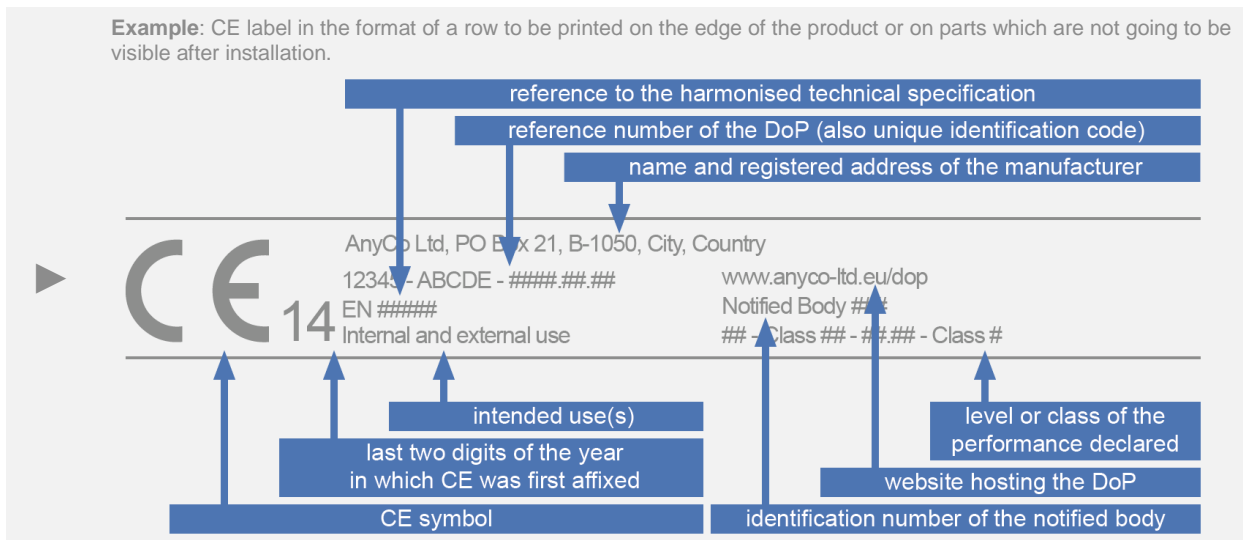 Example: CE label in the format of a row to be printed on the edge of the product or on parts which are not going to be
visible after installation.
reference to the harmonised technical specification
reference number of the DoP (also unique identification code)
name and registered address of the manufacturer
CE 14
AnyCo Ltd, PO Box 21, B-1050, City, Country
12345 - ABCDE - ####.##.##
EN #####
Internal and external use
www.anyco-ltd.eu/dop
Notified Body ###
## - Class ## - ##.## - Class #
intended use(s)
last two digits of the year
in which CE was first affixed
CE symbol
level or class of the
performance declared
website hosting the DoP
identification number of the notified body